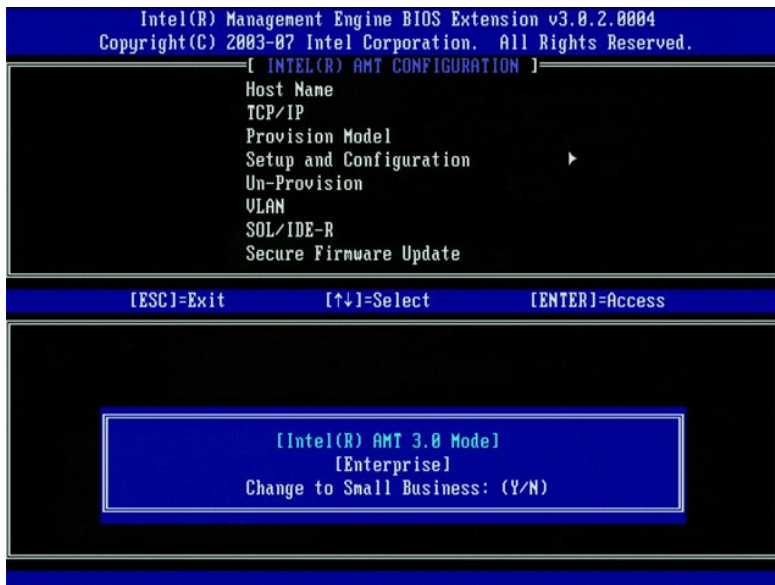 Intel(R) Management Engine BIOS Extension v3.0.2.0004
Copyright(C) 2003-07 Intel Corporation. All Rights Reserved.
[ INTEL(R) AMT CONFIGURATION ]
Host Name
TCP/IP
Provision Model
Setup and Configuration
Un-Provision
VLAN
SOL/IDE-R
Secure Firmware Update
[ESC]=Exit [↑↓]=Select [ENTER]=Access
[Intel(R) AMT 3.0 Mode]
[Enterprise]
Change to Small Business: (Y/N)